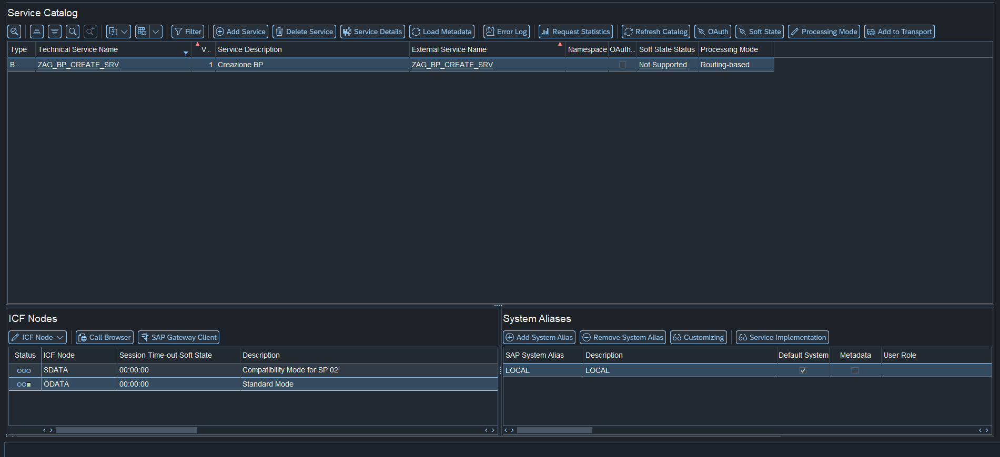 Service Catalog
Filter Add Service Delete Service Service Details Load Metadata Error Log Request Statistics Refresh Catalog OAuth Soft State Processing Mode Add to Transport
Type Technical Service Name V... Service Description External Service Name Namespace OAuth... Soft State Status Processing Mode
B... ZAG_BP_CREATE_SRV 1 Creazione BP ZAG_BP_CREATE_SRV Not Supported Routing-based
ICF Nodes
ICF Node Call Browser SAP Gateway Client
Status ICF Node Session Time-out Soft State Description
SDATA 00:00:00 Compatibility Mode for SP 02
ODATA 00:00:00 Standard Mode
System Aliases
Add System Alias Remove System Alias Customizing Service Implementation
SAP System Alias Description Default System Metadata User Role
LOCAL LOCAL